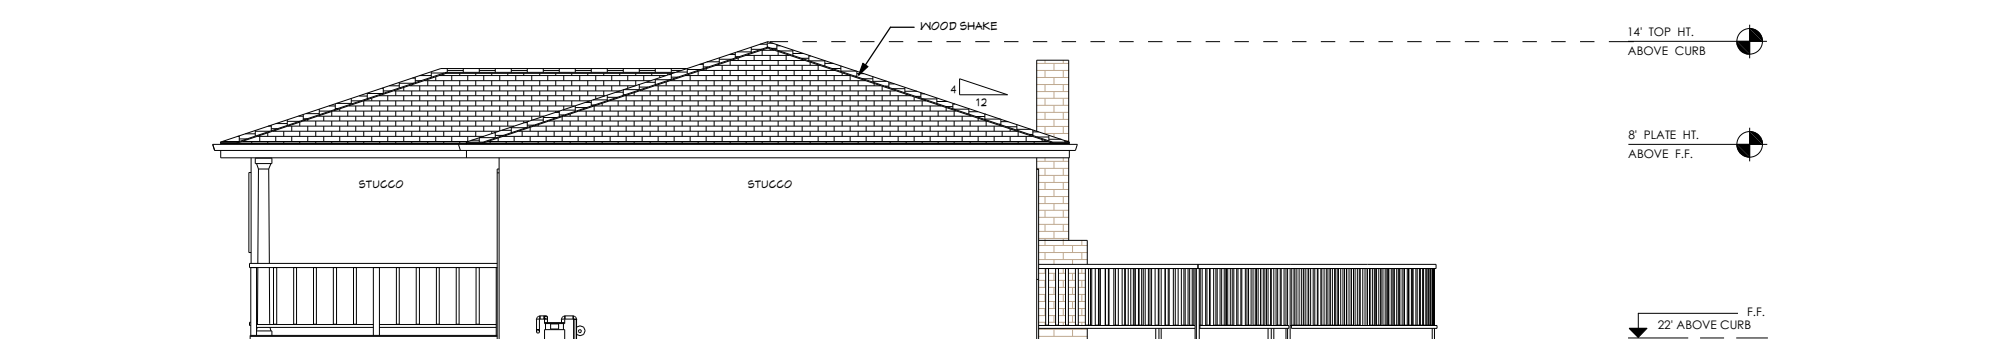 WOOD SHAKE
14' TOP HT.
ABOVE CURB
4
12
8' PLATE HT.
ABOVE F.F.
STUCCO
STUCCO
F.F.
22' ABOVE CURB